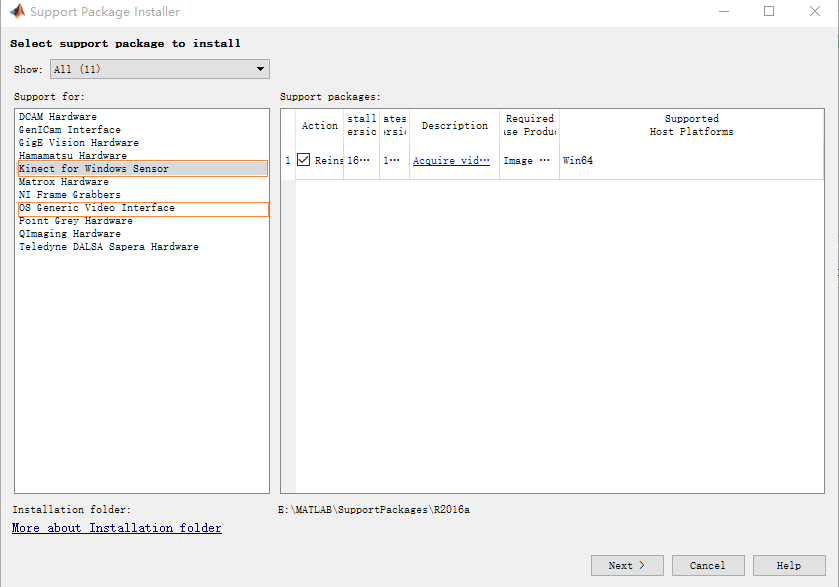 Support Package Installer
Select support package to install
Show: All (11)
Support for:
DCAM Hardware
GenICam Interface
GigE Vision Hardware
Hamamatsu Hardware
Kinect for Windows Sensor
Matrox Hardware
NI Frame Grabbers
OS Generic Video Interface
Point Grey Hardware
QImaging Hardware
Teledyne DALSA Sapera Hardware
Support packages:
Action
stall
ersio
ates
ersio
Description
Required
se Produ
Supported
Host Platforms
1 Reins 16... 1... Acquire vid... Image ... Win64
Installation folder: E:\MATLAB\SupportPackages\R2016a
More about Installation folder
Next >
Cancel
Help